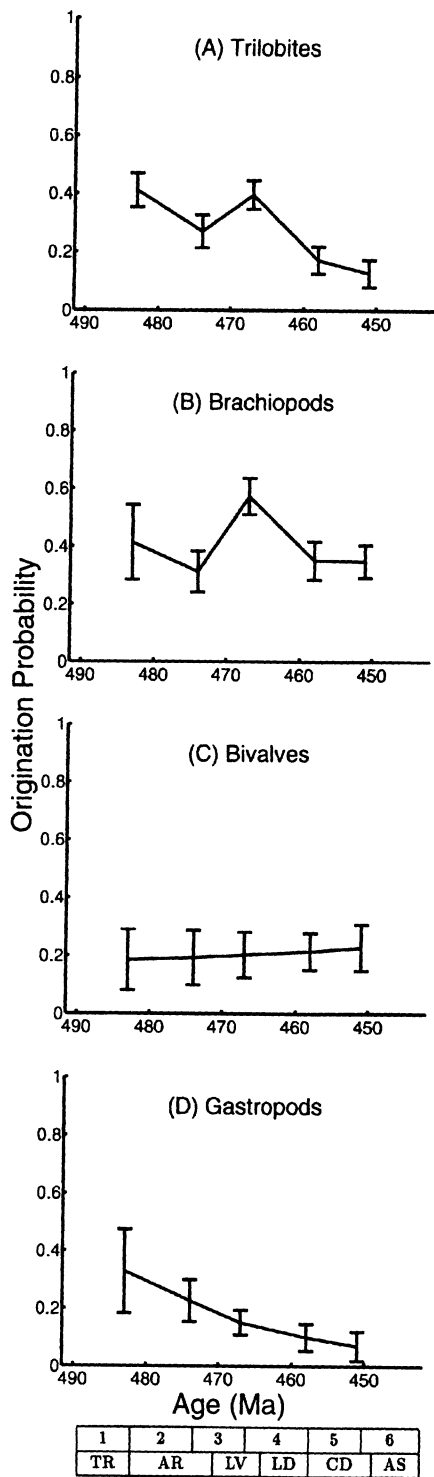 (A) Trilobites
1
0.8
0.6
0.4
0.2
0
490 480 470 460 450
(B) Brachiopods
1
0.8
0.6
0.4
0.2
0
490 480 470 460 450
Origination Probability
(C) Bivalves
1
0.8
0.6
0.4
0.2
0
490 480 470 460 450
(D) Gastropods
1
0.8
0.6
0.4
0.2
0
490 480 470 460 450
Age (Ma)
1 2 3 4 5 6
TR AR LV LD CD AS